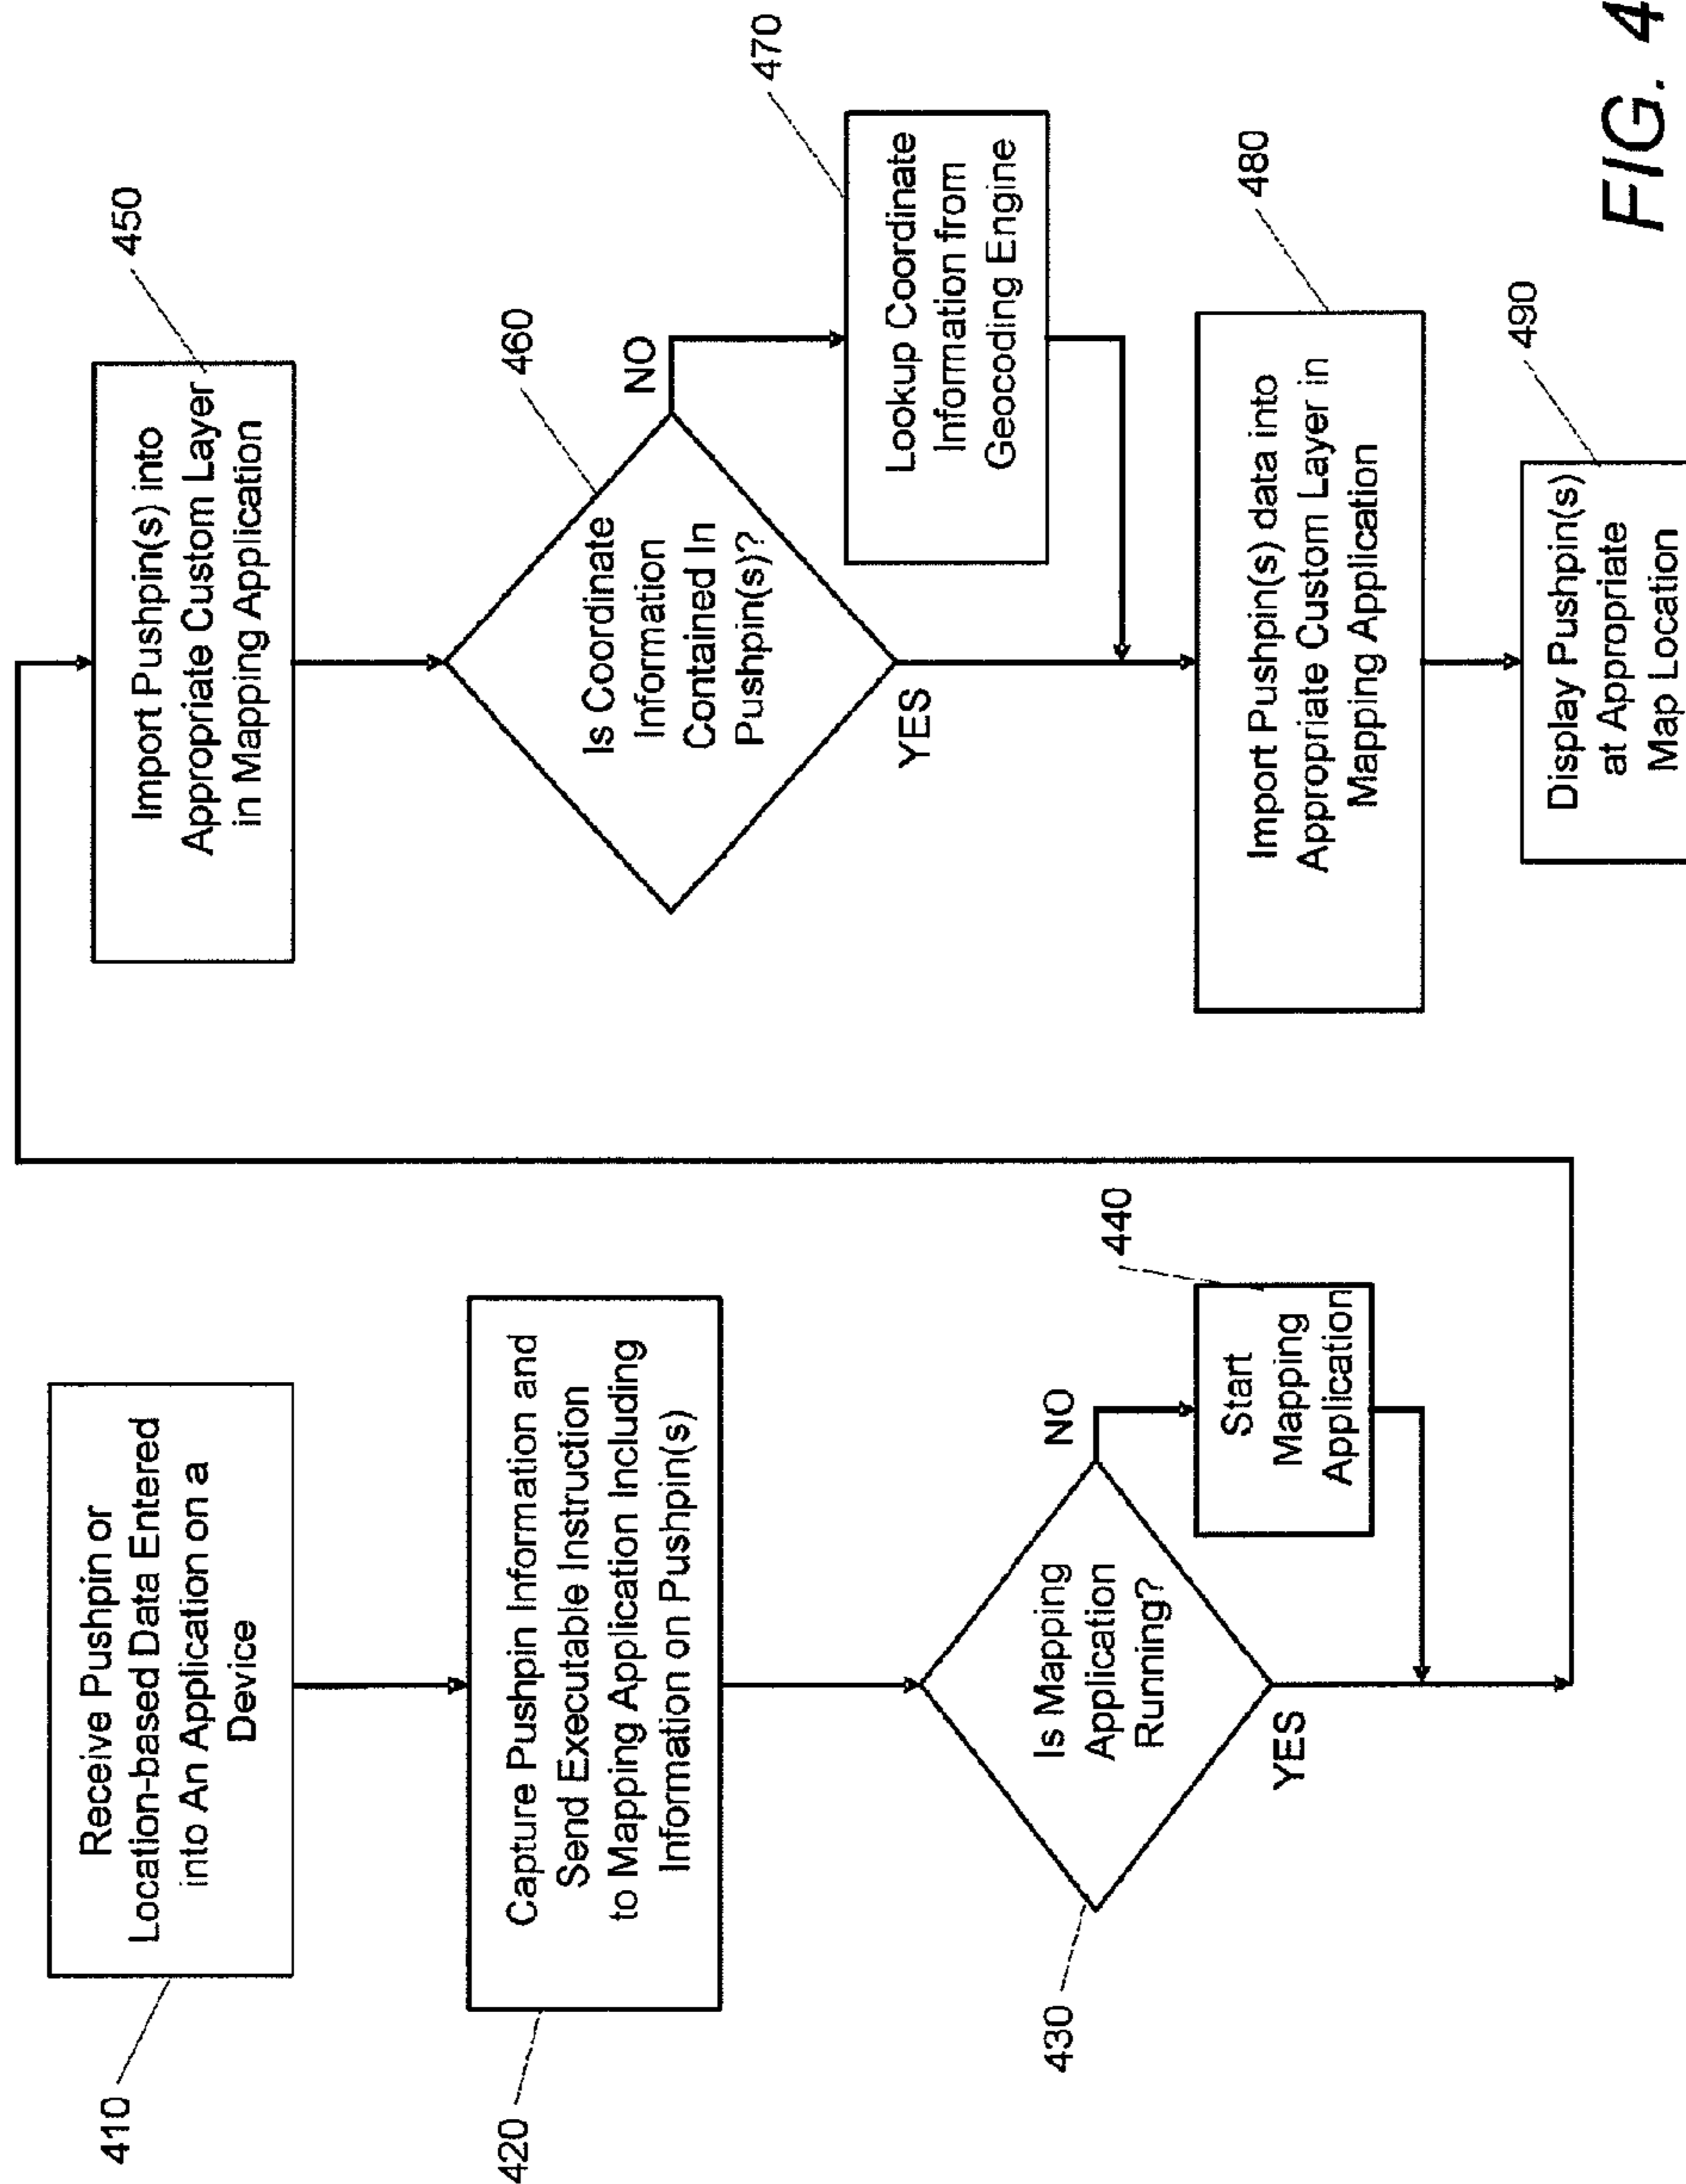 410
Receive Pushpin or
Location-based Data Entered
into An Application on a
Device
420
Capture Pushpin Information and
Send Executable Instruction
to Mapping Application Including
Information on Pushpin(s)
430
Is Mapping
Application
Running?
NO
YES
440
Start
Mapping
Application
450
Import Pushpin(s) into
Appropriate Custom Layer
in Mapping Application
460
Is Coordinate
Information
Contained In
Pushpin(s)?
NO
YES
470
Lookup Coordinate
Information from
Geocoding Engine
480
Import Pushpin(s) data into
Appropriate Custom Layer in
Mapping Application
490
Display Pushpin(s)
at Appropriate
Map Location
FIG. 4